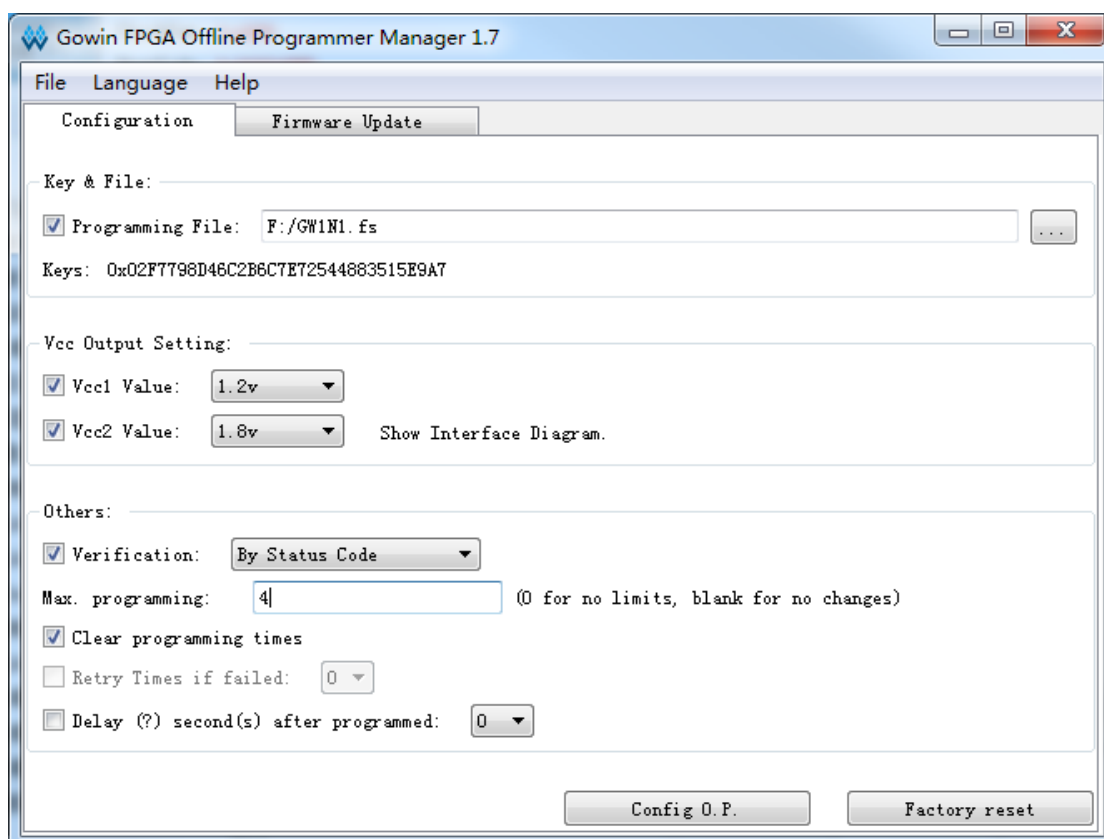 Gowin FPGA Offline Programmer Manager 1.7
File Language Help
Configuration Firmware Update
Key & File:
Programming File: F:/GW1N1.fs ...
Keys: 0x02F7798D46C2B6C7E72544883515E9A7
Vcc Output Setting:
Vcc1 Value: 1.2v
Vcc2 Value: 1.8v Show Interface Diagram.
Others:
Verification: By Status Code
Max. programming: 4 (0 for no limits, blank for no changes)
Clear programming times
Retry Times if failed: 0
Delay (?) second(s) after programmed: 0
Config O.P. Factory reset